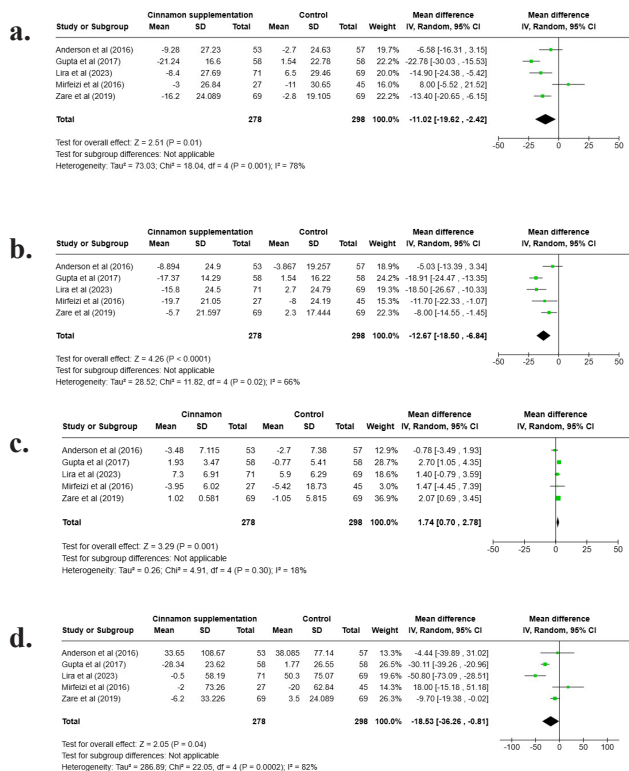 a.
Cinnamon supplementation Control Mean difference Mean difference
Study or Subgroup Mean SD Total Mean SD Total Weight IV, Random, 95% CI IV, Random, 95% CI
Anderson et al (2016) -9.28 27.23 53 -2.7 24.63 57 19.7% -6.58 [-16.31 , 3.15]
Gupta et al (2017) -21.24 16.6 58 1.54 22.78 58 22.3% -22.78 [-30.03 , -15.53]
Lira et al (2023) -8.4 27.69 71 6.5 29.46 69 20.0% -14.90 [-24.38 , -5.42]
Mirfeizi et al (2016) -3 26.84 27 -11 30.65 45 15.7% 8.00 [-5.52 , 21.52]
Zare et al (2019) -16.2 24.089 69 -2.8 19.105 69 22.3% -13.40 [-20.65 , -6.15]
Total 278 298 100.0% -11.02 [-19.62 , -2.42]
Test for overall effect: Z = 2.51 (P = 0.01)
Test for subgroup differences: Not applicable
Heterogeneity: Tau² = 73.03; Chi² = 18.04, df = 4 (P = 0.001); I² = 78%
-50 -25 0 25 50
b.
Cinnamon supplementation Control Mean difference Mean difference
Study or Subgroup Mean SD Total Mean SD Total Weight IV, Random, 95% CI IV, Random, 95% CI
Anderson et al (2016) -8.894 24.9 53 -3.867 19.257 57 18.9% -5.03 [-13.39 , 3.34]
Gupta et al (2017) -17.37 14.29 58 1.54 16.22 58 24.2% -18.91 [-24.47 , -13.35]
Lira et al (2023) -15.8 24.5 71 2.7 24.79 69 19.2% -18.50 [-26.67 , -10.33]
Mirfeizi et al (2016) -19.7 21.05 27 -8 24.19 45 15.3% -11.70 [-22.33 , -1.07]
Zare et al (2019) -5.7 21.597 69 2.3 17.444 69 22.3% -8.00 [-14.55 , -1.45]
Total 278 298 100.0% -12.67 [-18.50 , -6.84]
Test for overall effect: Z = 4.26 (P < 0.0001)
Test for subgroup differences: Not applicable
Heterogeneity: Tau² = 28.52; Chi² = 11.82, df = 4 (P = 0.02); I² = 66%
-50 -25 0 25 50
c.
Cinnamon Control Mean difference Mean difference
Study or Subgroup Mean SD Total Mean SD Total Weight IV, Random, 95% CI IV, Random, 95% CI
Anderson et al (2016) -3.48 7.115 53 -2.7 7.38 57 12.9% -0.78 [-3.49 , 1.93]
Gupta et al (2017) 1.93 3.47 58 -0.77 5.41 58 28.7% 2.70 [1.05 , 4.35]
Lira et al (2023) 7.3 6.91 71 5.9 6.29 69 18.5% 1.40 [-0.79 , 3.59]
Mirfeizi et al (2016) -3.95 6.02 27 -5.42 18.73 45 3.0% 1.47 [-4.45 , 7.39]
Zare et al (2019) 1.02 0.581 69 -1.05 5.815 69 36.9% 2.07 [0.69 , 3.45]
Total 278 298 100.0% 1.74 [0.70 , 2.78]
Test for overall effect: Z = 3.29 (P = 0.001)
Test for subgroup differences: Not applicable
Heterogeneity: Tau² = 0.26; Chi² = 4.91, df = 4 (P = 0.30); I² = 18%
-50 -25 0 25 50
d.
Cinnamon supplementation Control Mean difference Mean difference
Study or Subgroup Mean SD Total Mean SD Total Weight IV, Random, 95% CI IV, Random, 95% CI
Anderson et al (2016) 33.65 108.67 53 38.085 77.14 57 13.3% -4.44 [-39.89 , 31.02]
Gupta et al (2017) -28.34 23.62 58 1.77 26.55 58 26.6% -30.11 [-39.26 , -20.96]
Lira et al (2023) -0.5 58.19 71 50.3 75.07 69 19.6% -50.80 [-73.09 , -28.51]
Mirfeizi et al (2016) -2 73.26 27 -20 62.84 45 14.2% 18.00 [-15.18 , 51.18]
Zare et al (2019) -6.2 33.226 69 3.5 24.089 69 26.3% -9.70 [-19.38 , -0.02]
Total 278 298 100.0% -18.53 [-36.26 , -0.81]
Test for overall effect: Z = 2.05 (P = 0.04)
Test for subgroup differences: Not applicable
Heterogeneity: Tau² = 286.89; Chi² = 22.05, df = 4 (P = 0.0002); I² = 82%
-100 -50 0 50 100